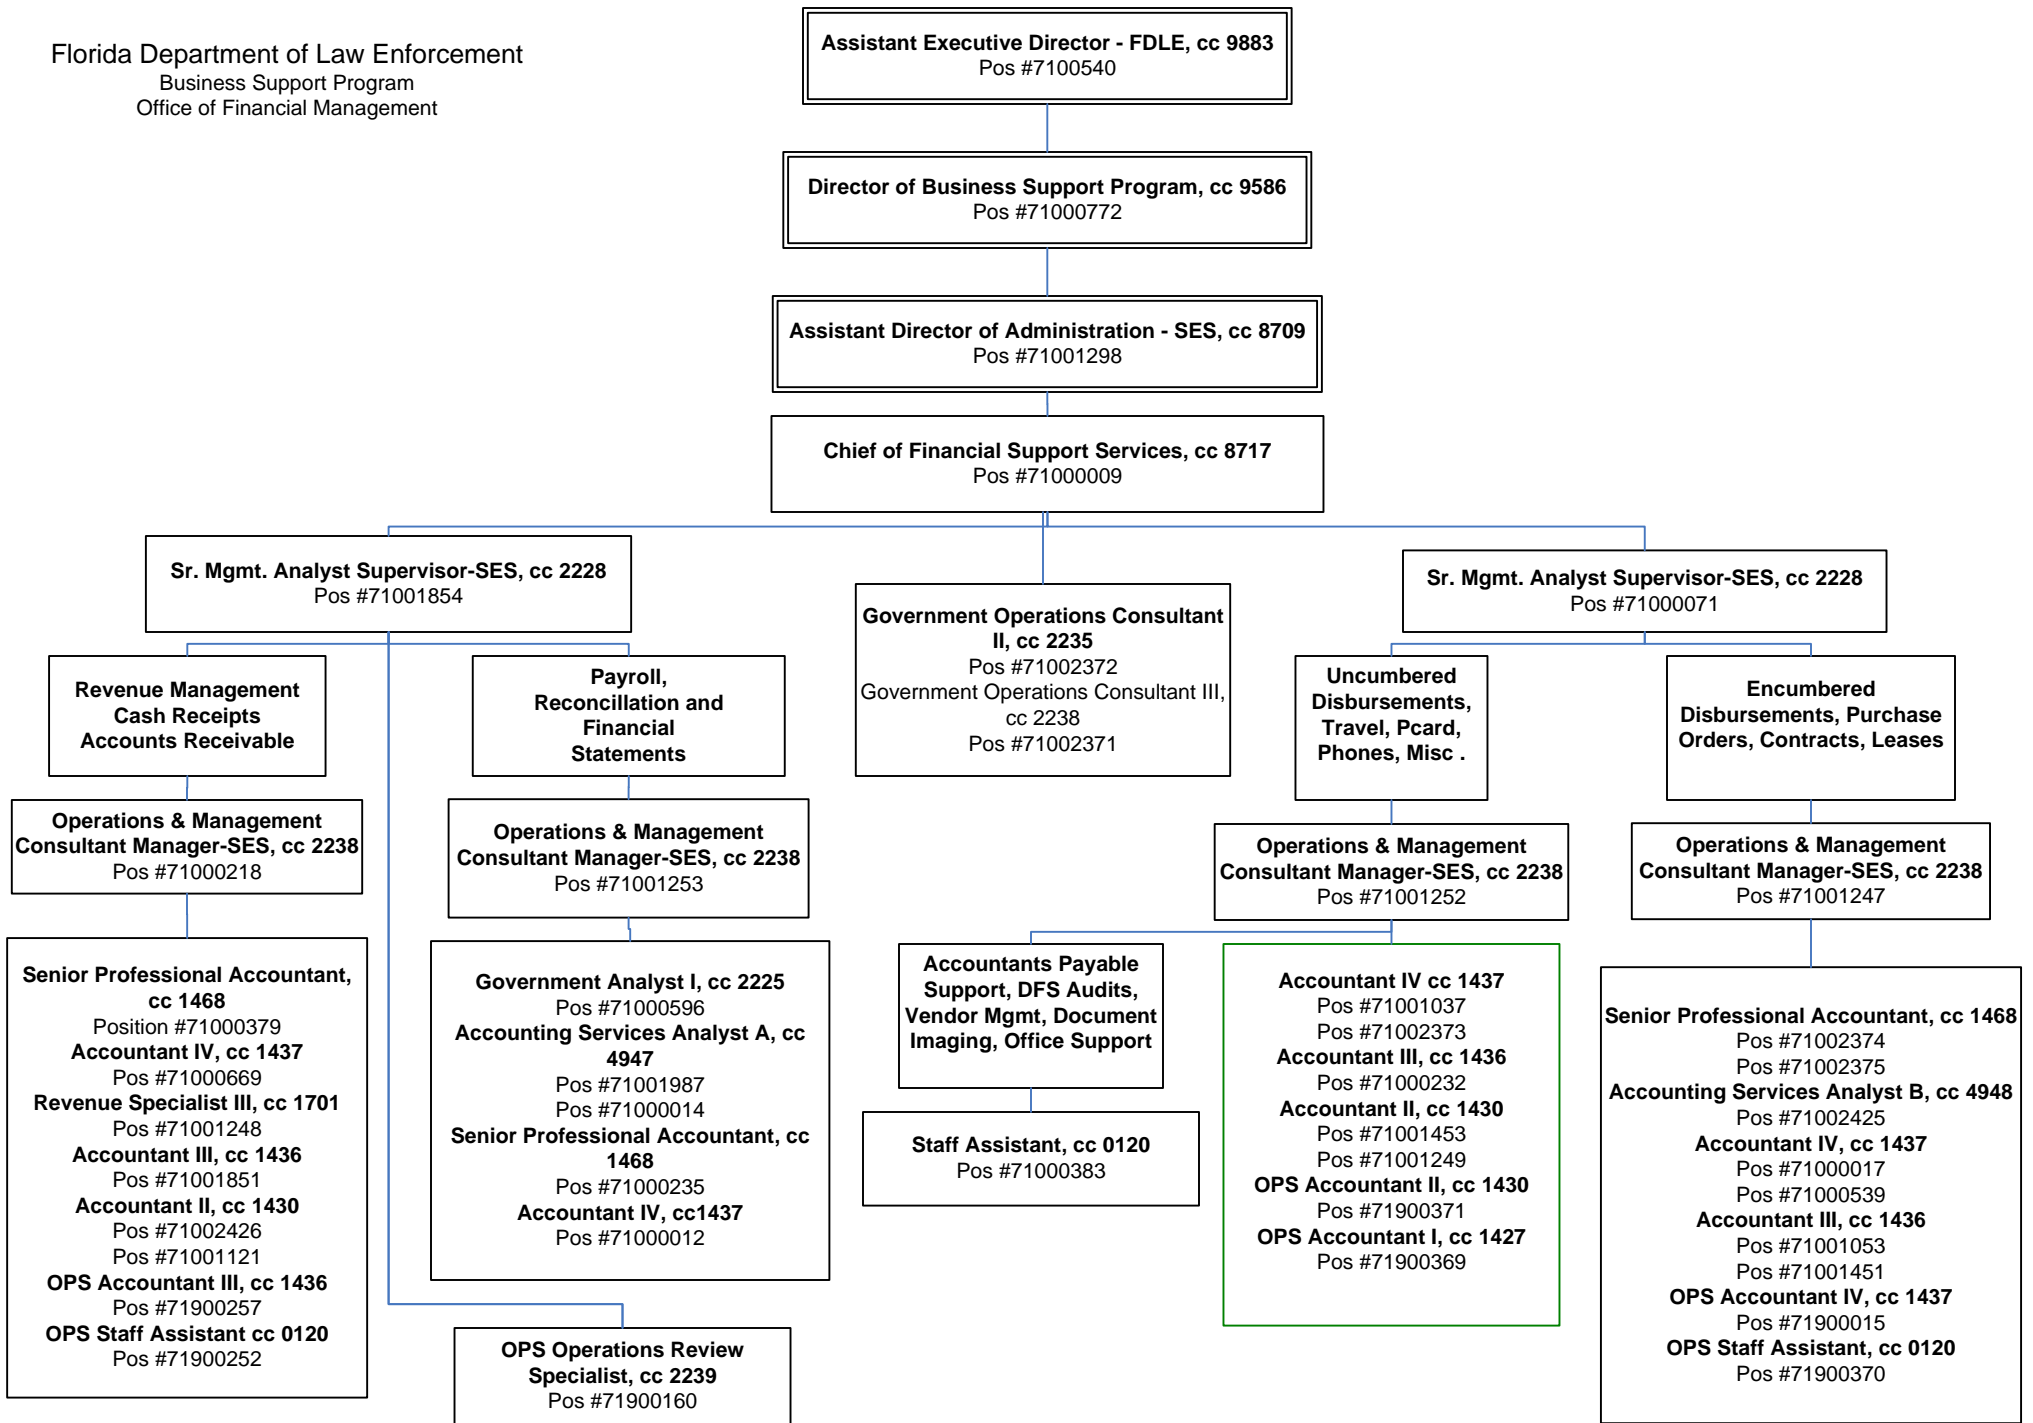 Florida Department of Law Enforcement
Business Support Program
Office of Financial Management
Assistant Executive Director - FDLE, cc 9883
Pos #7100540
Director of Business Support Program, cc 9586
Pos #71000772
Assistant Director of Administration - SES, cc 8709
Pos #71001298
Chief of Financial Support Services, cc 8717
Pos #71000009
Sr. Mgmt. Analyst Supervisor-SES, cc 2228
Pos #71001854
Government Operations Consultant
II, cc 2235
Pos #71002372
Government Operations Consultant III,
cc 2238
Pos #71002371
Sr. Mgmt. Analyst Supervisor-SES, cc 2228
Pos #71000071
Revenue Management
Cash Receipts
Accounts Receivable
Payroll,
Reconcillation and
Financial
Statements
Uncumbered
Disbursements,
Travel, Pcard,
Phones, Misc .
Encumbered
Disbursements, Purchase
Orders, Contracts, Leases
Operations & Management
Consultant Manager-SES, cc 2238
Pos #71000218
Operations & Management
Consultant Manager-SES, cc 2238
Pos #71001253
Operations & Management
Consultant Manager-SES, cc 2238
Pos #71001252
Operations & Management
Consultant Manager-SES, cc 2238
Pos #71001247
Senior Professional Accountant,
cc 1468
Position #71000379
Accountant IV, cc 1437
Pos #71000669
Revenue Specialist III, cc 1701
Pos #71001248
Accountant III, cc 1436
Pos #71001851
Accountant II, cc 1430
Pos #71002426
Pos #71001121
OPS Accountant III, cc 1436
Pos #71900257
OPS Staff Assistant cc 0120
Pos #71900252
Government Analyst I, cc 2225
Pos #71000596
Accounting Services Analyst A, cc
4947
Pos #71001987
Pos #71000014
Senior Professional Accountant, cc
1468
Pos #71000235
Accountant IV, cc1437
Pos #71000012
OPS Operations Review
Specialist, cc 2239
Pos #71900160
Accountants Payable
Support, DFS Audits,
Vendor Mgmt, Document
Imaging, Office Support
Staff Assistant, cc 0120
Pos #71000383
Accountant IV cc 1437
Pos #71001037
Pos #71002373
Accountant III, cc 1436
Pos #71000232
Accountant II, cc 1430
Pos #71001453
Pos #71001249
OPS Accountant II, cc 1430
Pos #71900371
OPS Accountant I, cc 1427
Pos #71900369
Senior Professional Accountant, cc 1468
Pos #71002374
Pos #71002375
Accounting Services Analyst B, cc 4948
Pos #71002425
Accountant IV, cc 1437
Pos #71000017
Pos #71000539
Accountant III, cc 1436
Pos #71001053
Pos #71001451
OPS Accountant IV, cc 1437
Pos #71900015
OPS Staff Assistant, cc 0120
Pos #71900370